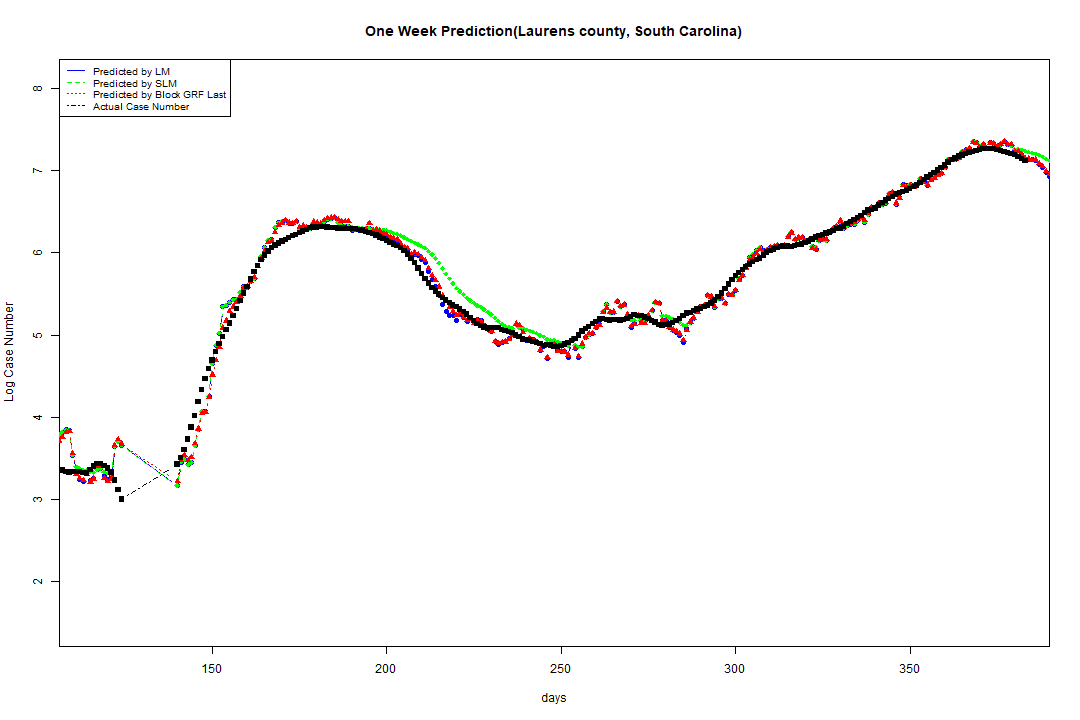 One Week Prediction(Laurens county, South Carolina)
Predicted by LM
Predicted by SLM
Predicted by Block GRF Last
Actual Case Number
8
7
6
5
4
3
2
Log Case Number
150 200 250 300 350
days